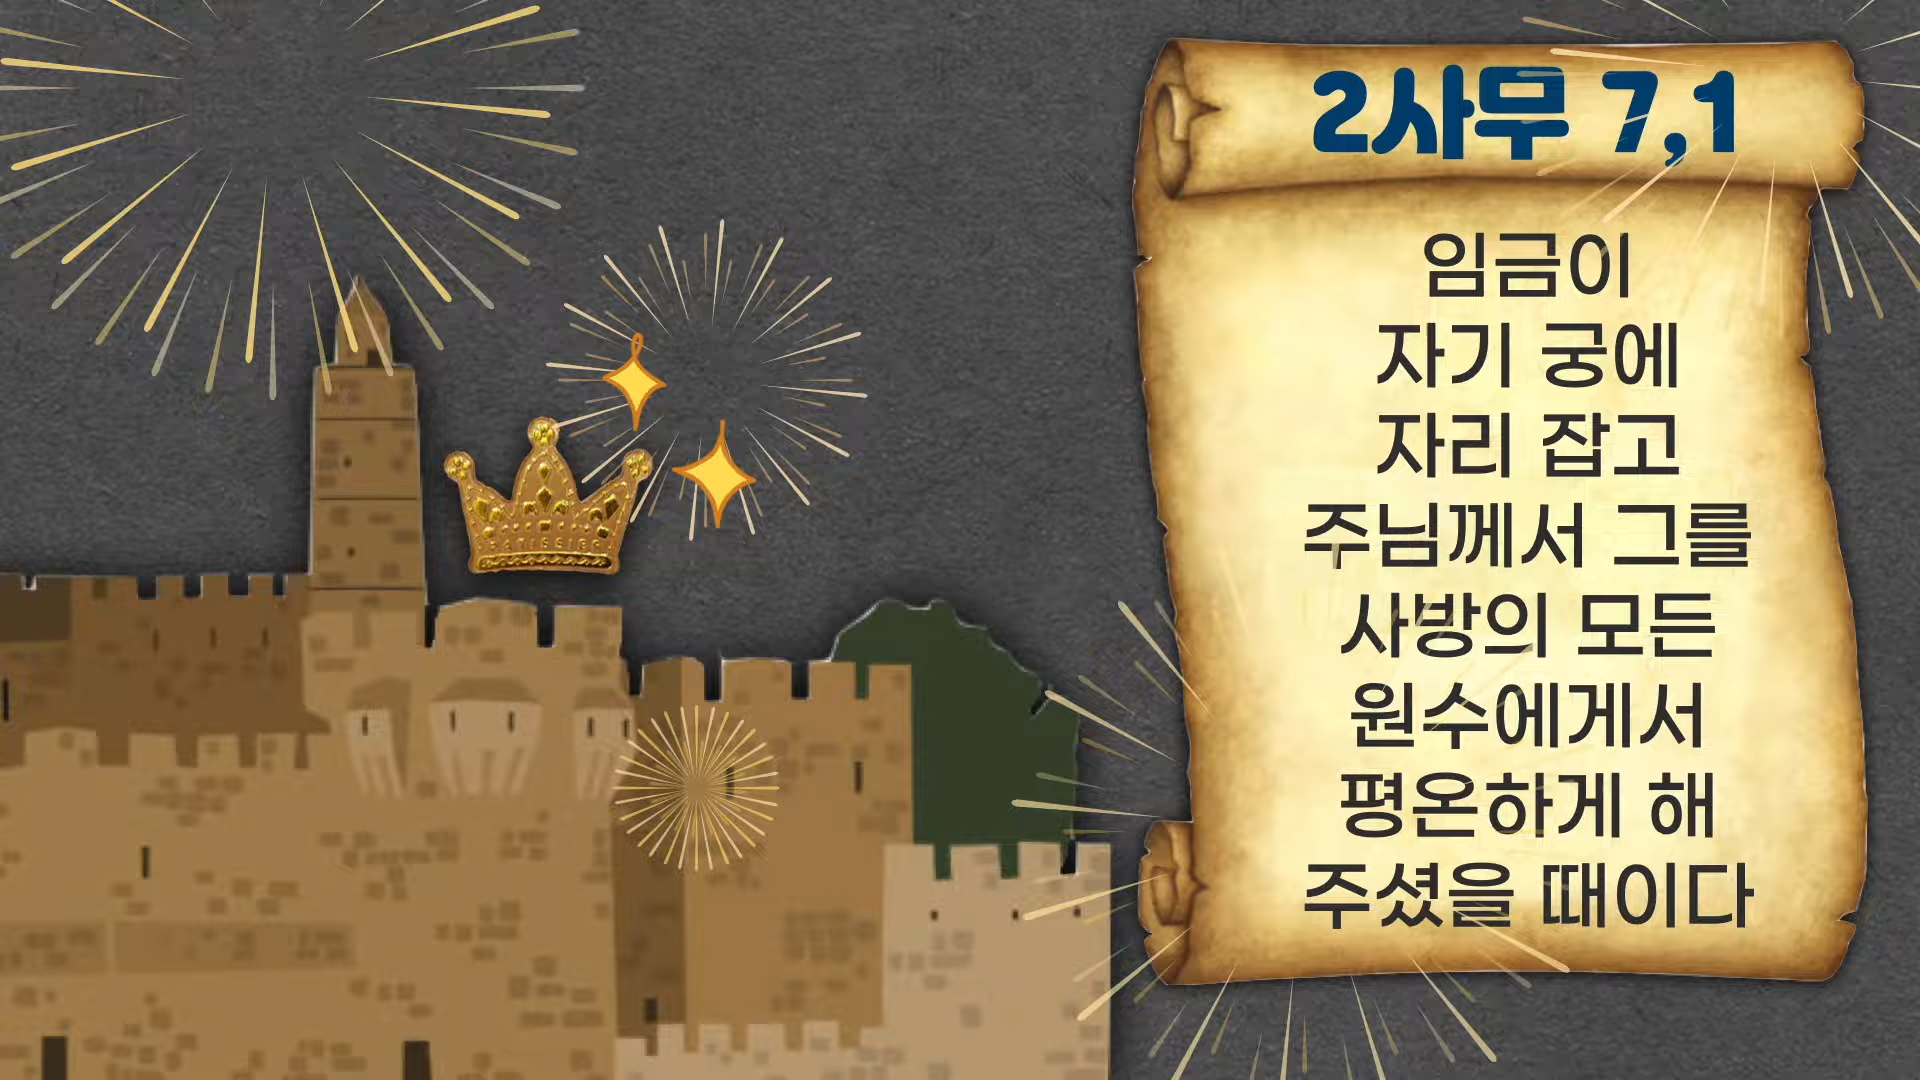 2사무 7,1
임금이
자기 궁에
자리 잡고
주님께서 그를
사방의 모든
원수에게서
평온하게 해
주셨을 때이다